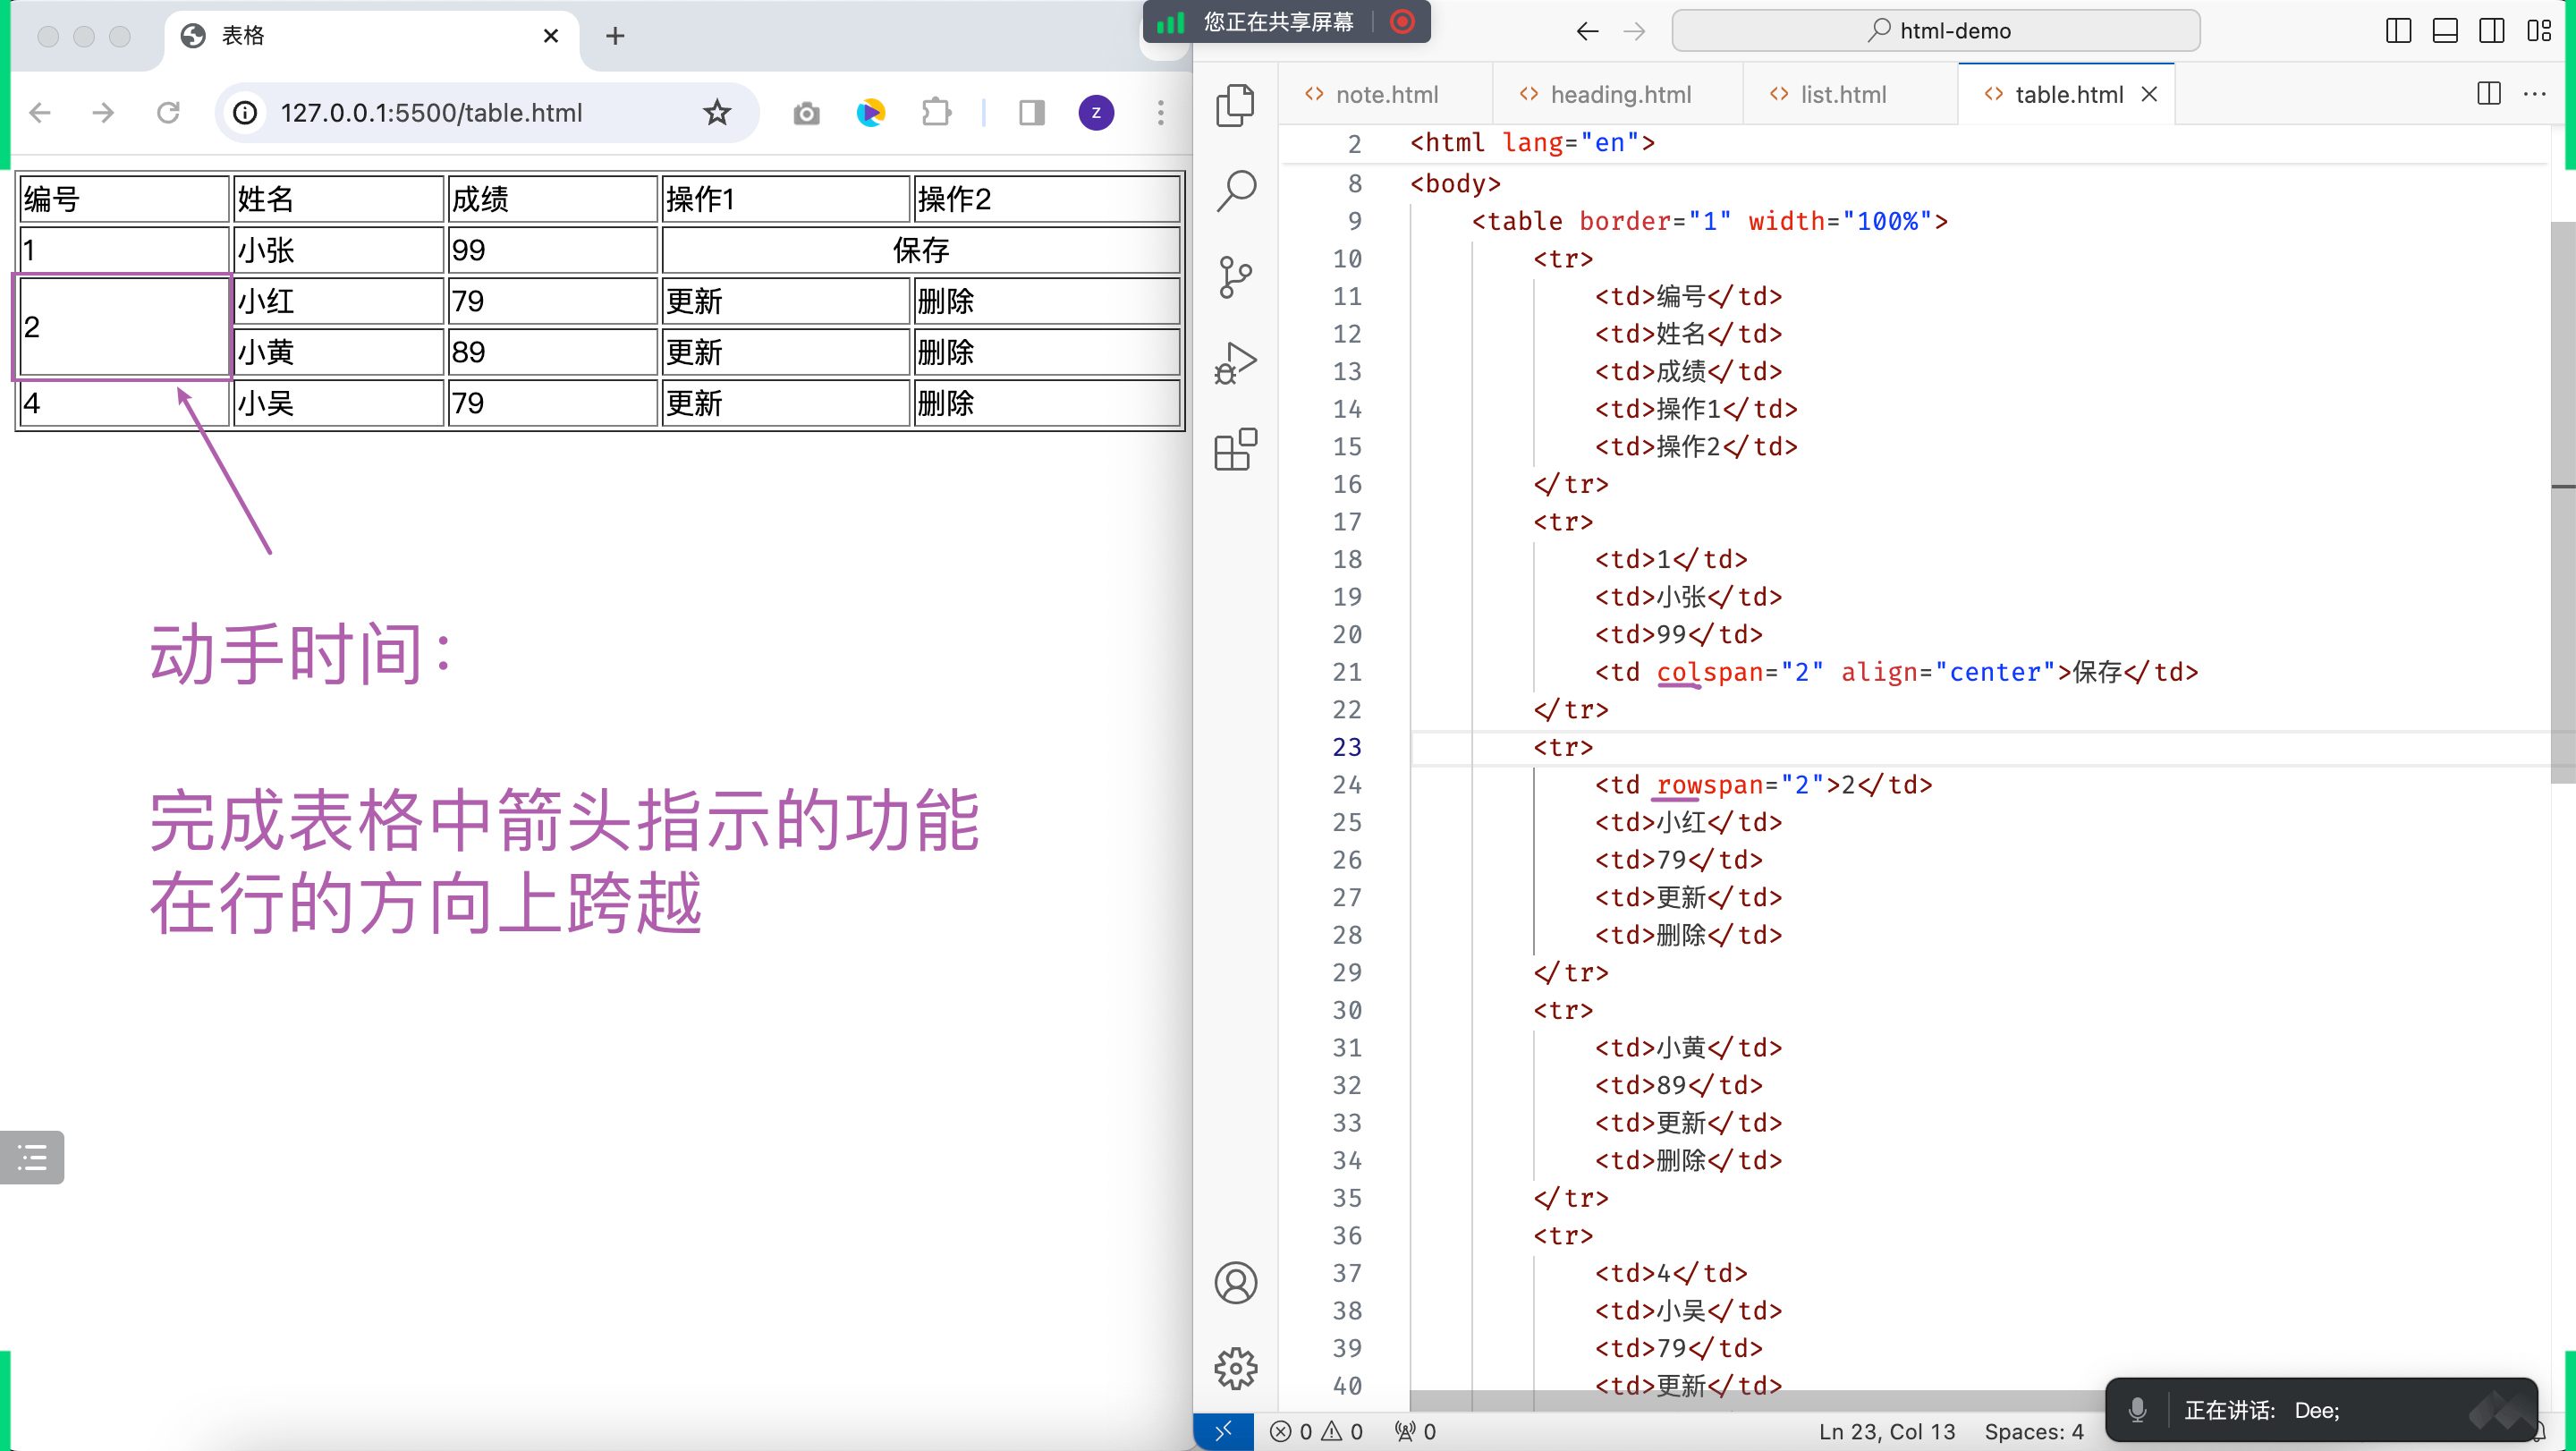 表格
您正在共享屏幕
html-demo
127.0.0.1:5500/table.html
z
note.html
heading.html
list.html
table.html
编号 姓名 成绩 操作1 操作2
1 小张 99 保存
2 小红 79 更新 删除
小黄 89 更新 删除
4 小吴 79 更新 删除
动手时间：
完成表格中箭头指示的功能
在行的方向上跨越
2 <html lang="en">
8 <body>
9 <table border="1" width="100%">
10 <tr>
11 <td>编号</td>
12 <td>姓名</td>
13 <td>成绩</td>
14 <td>操作1</td>
15 <td>操作2</td>
16 </tr>
17 <tr>
18 <td>1</td>
19 <td>小张</td>
20 <td>99</td>
21 <td colspan="2" align="center">保存</td>
22 </tr>
23 <tr>
24 <td rowspan="2">2</td>
25 <td>小红</td>
26 <td>79</td>
27 <td>更新</td>
28 <td>删除</td>
29 </tr>
30 <tr>
31 <td>小黄</td>
32 <td>89</td>
33 <td>更新</td>
34 <td>删除</td>
35 </tr>
36 <tr>
37 <td>4</td>
38 <td>小吴</td>
39 <td>79</td>
40 <td>更新</td>
0 0 0
Ln 23, Col 13 Spaces: 4
正在讲话: Dee;